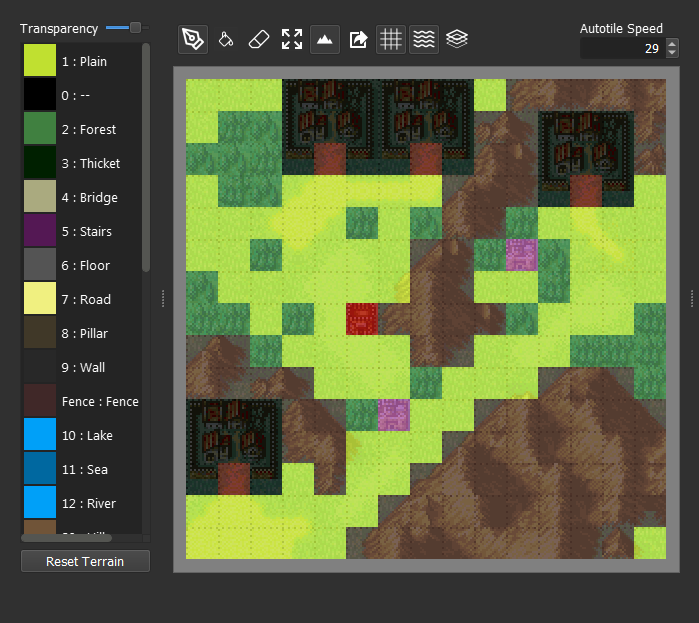 Transparency
Autotile Speed
29
1 : Plain
0 : --
2 : Forest
3 : Thicket
4 : Bridge
5 : Stairs
6 : Floor
7 : Road
8 : Pillar
9 : Wall
Fence : Fence
10 : Lake
11 : Sea
12 : River
Reset Terrain